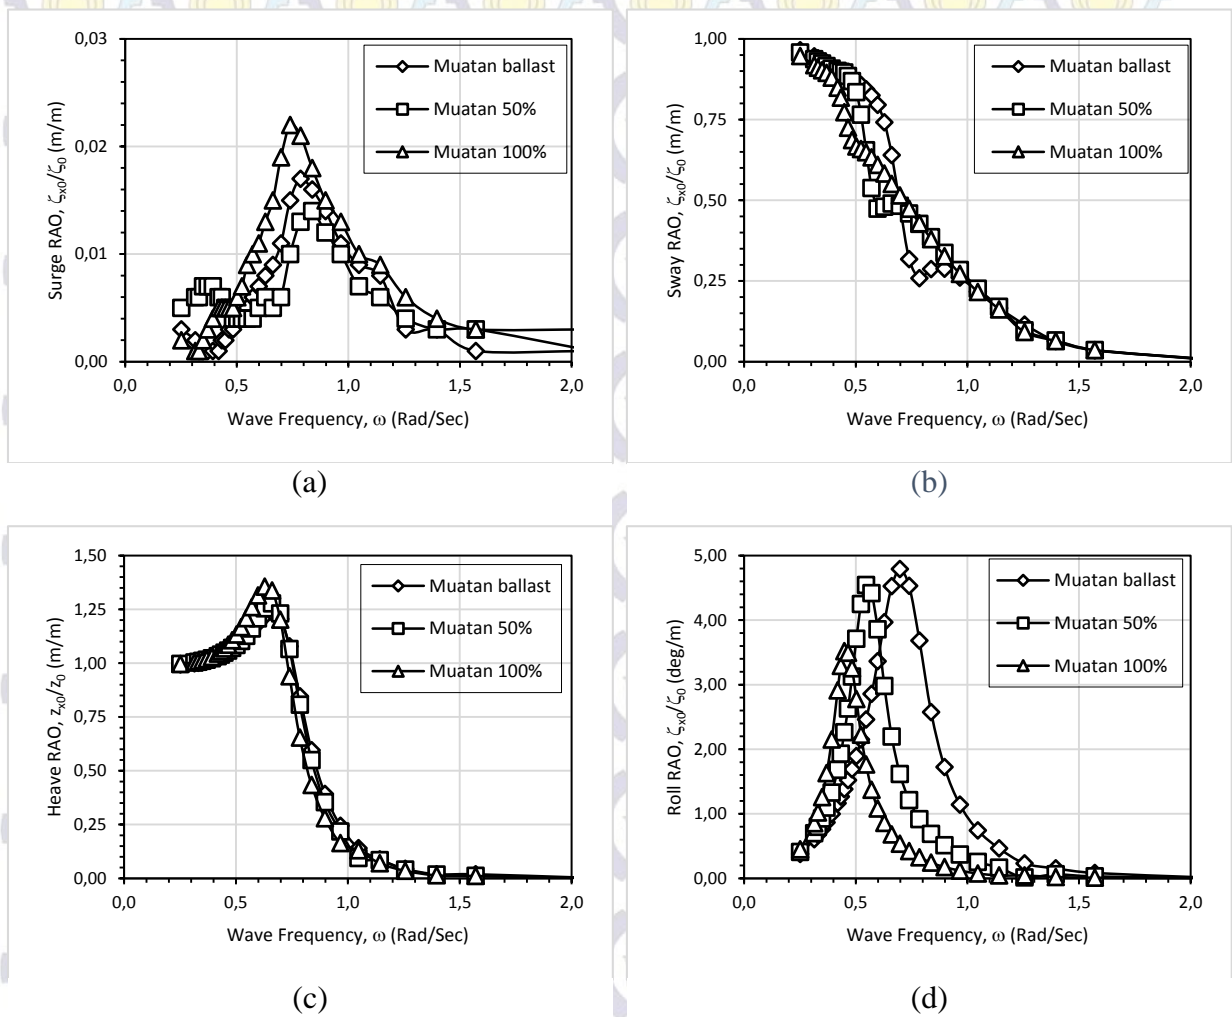 0,03
0,02
0,01
0,00
0,0 0,5 1,0 1,5 2,0
Surge RAO, ζx0/ζ0 (m/m)
Wave Frequency, ω (Rad/Sec)
Muatan ballast
Muatan 50%
Muatan 100%
(a)
1,00
0,75
0,50
0,25
0,00
0,0 0,5 1,0 1,5 2,0
Sway RAO, ζx0/ζ0 (m/m)
Wave Frequency, ω (Rad/Sec)
Muatan ballast
Muatan 50%
Muatan 100%
(b)
1,50
1,25
1,00
0,75
0,50
0,25
0,00
0,0 0,5 1,0 1,5 2,0
Heave RAO, zx0/z0 (m/m)
Wave Frequency, ω (Rad/Sec)
Muatan ballast
Muatan 50%
Muatan 100%
(c)
5,00
4,00
3,00
2,00
1,00
0,00
0,0 0,5 1,0 1,5 2,0
Roll RAO, ζx0/ζ0 (deg/m)
Wave Frequency, ω (Rad/Sec)
Muatan ballast
Muatan 50%
Muatan 100%
(d)